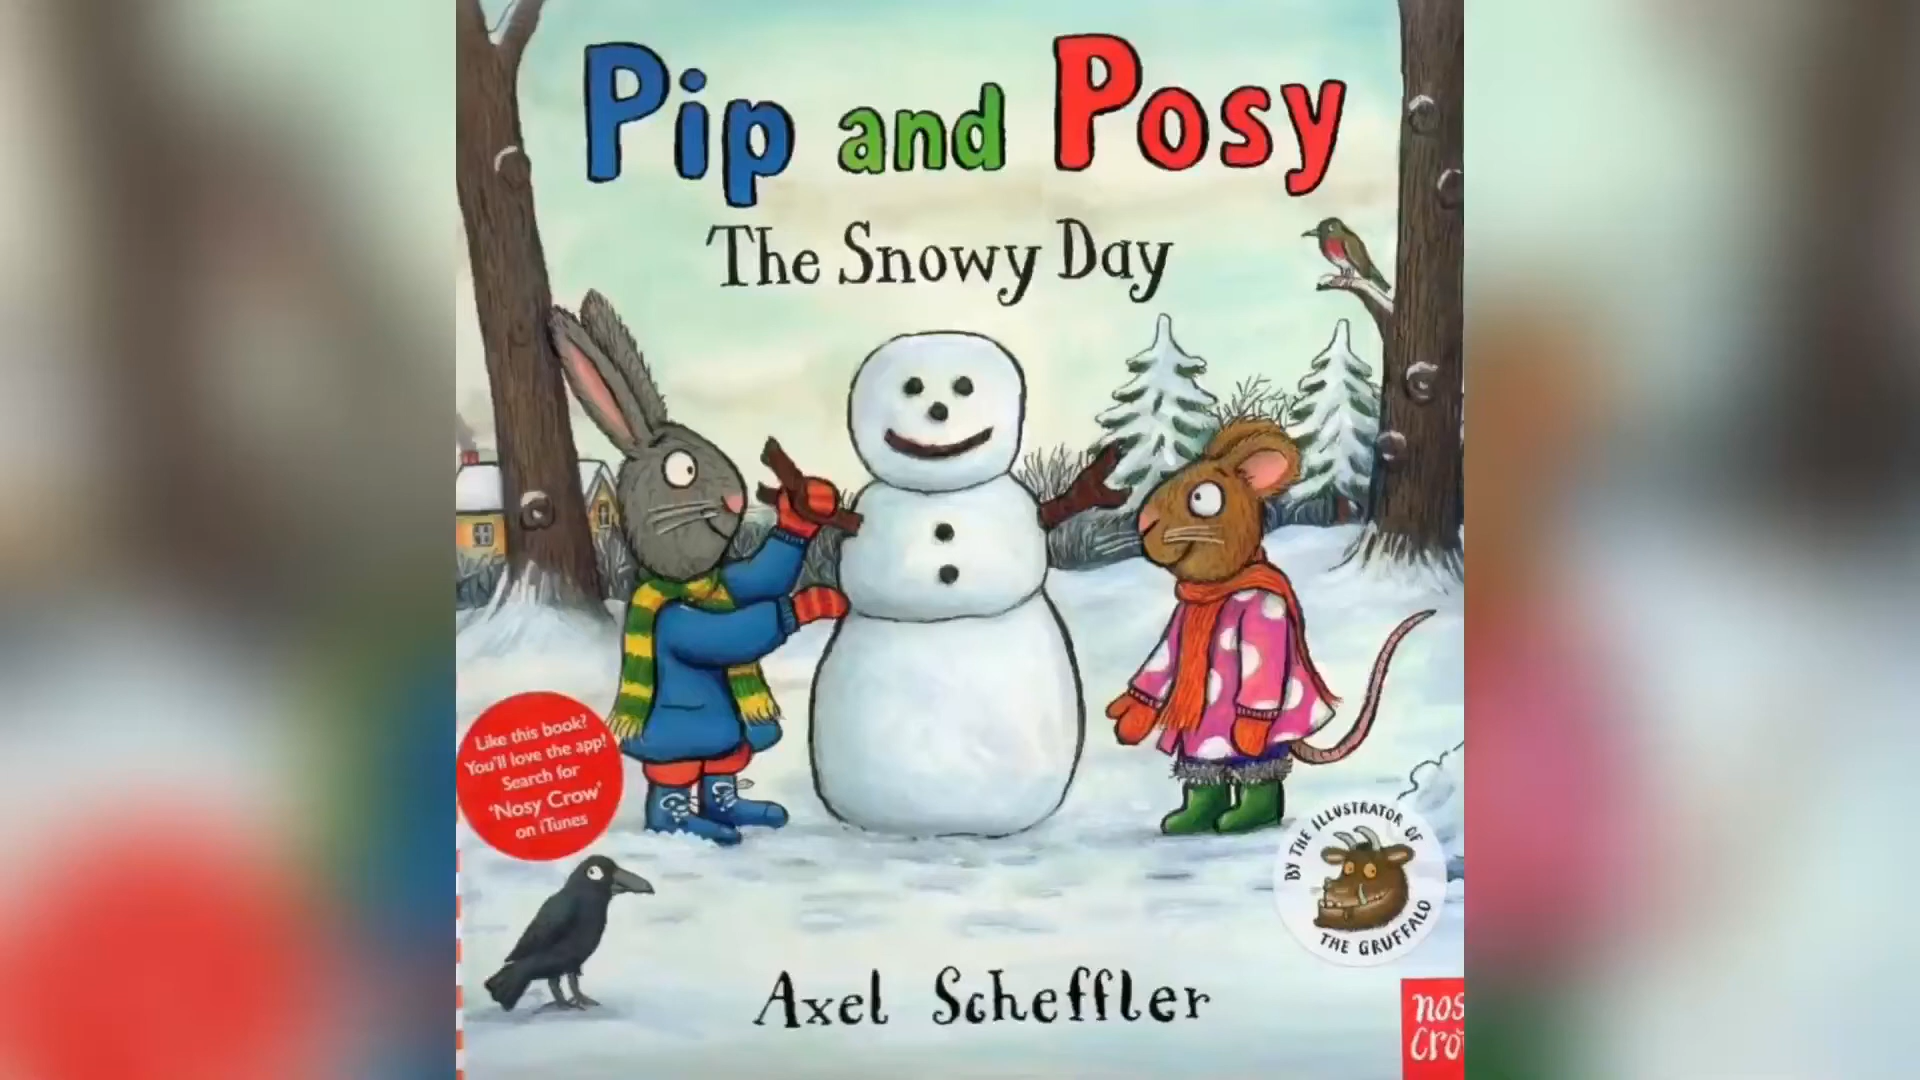 Pip and Posy
The Snowy Day
Like this book?
You'll love the app!
Search for
'Nosy Crow'
on iTunes
BY THE ILLUSTRATOR OF
THE GRUFFALO
Axel Scheffler
nos
Cro